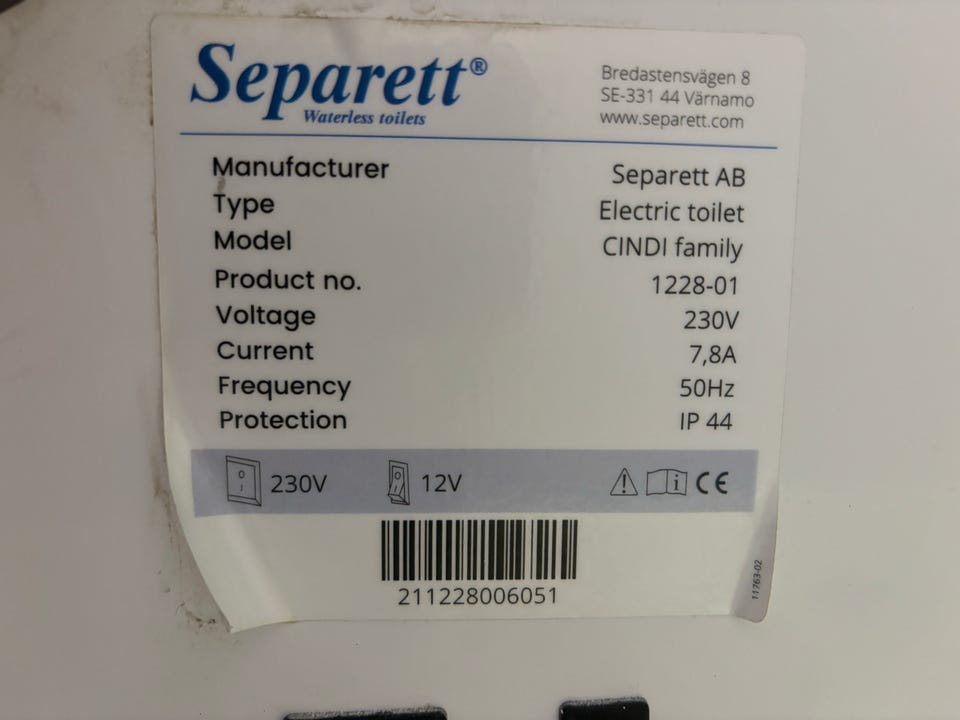 Separett®
Waterless toilets
Bredastensvägen 8
SE-331 44 Värnamo
www.separett.com
Manufacturer Separett AB
Type Electric toilet
Model CINDI family
Product no. 1228-01
Voltage 230V
Current 7,8A
Frequency 50Hz
Protection IP 44
230V 12V CE
211228006051
11763-02